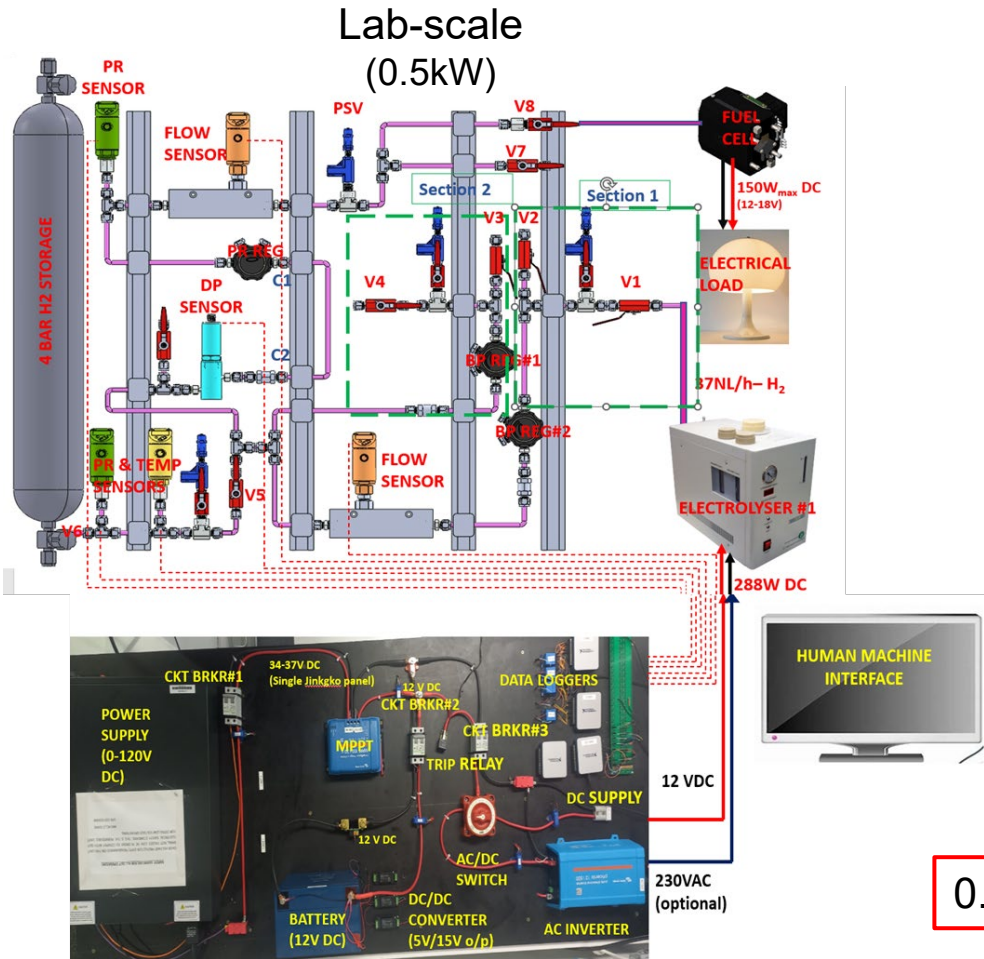 Lab-scale
(0.5kW)
PR
SENSOR
FLOW
SENSOR
PSV
V8
V7
FUEL
CELL
150Wmax DC
(12-18V)
Section 2
Section 1
V3
V2
PR REG
C1
V4
V1
ELECTRICAL
LOAD
4 BAR H2 STORAGE
DP
SENSOR
C2
BP REG#1
37NL/h– H2
BP REG#2
PR & TEMP
SENSORS
FLOW
SENSOR
V5
V6
ELECTROLYSER #1
288W DC
CKT BRKR#1
34-37V DC
(Single Jinkgko panel)
12 V DC
CKT BRKR#2
DATA LOGGERS
HUMAN MACHINE
INTERFACE
POWER
SUPPLY
(0-120V
DC)
MPPT
CKT BRKR#3
TRIP RELAY
12 VDC
DC SUPPLY
12 V DC
AC/DC
SWITCH
230VAC
(optional)
BATTERY
(12V DC)
DC/DC
CONVERTER
(5V/15V o/p)
AC INVERTER
0.